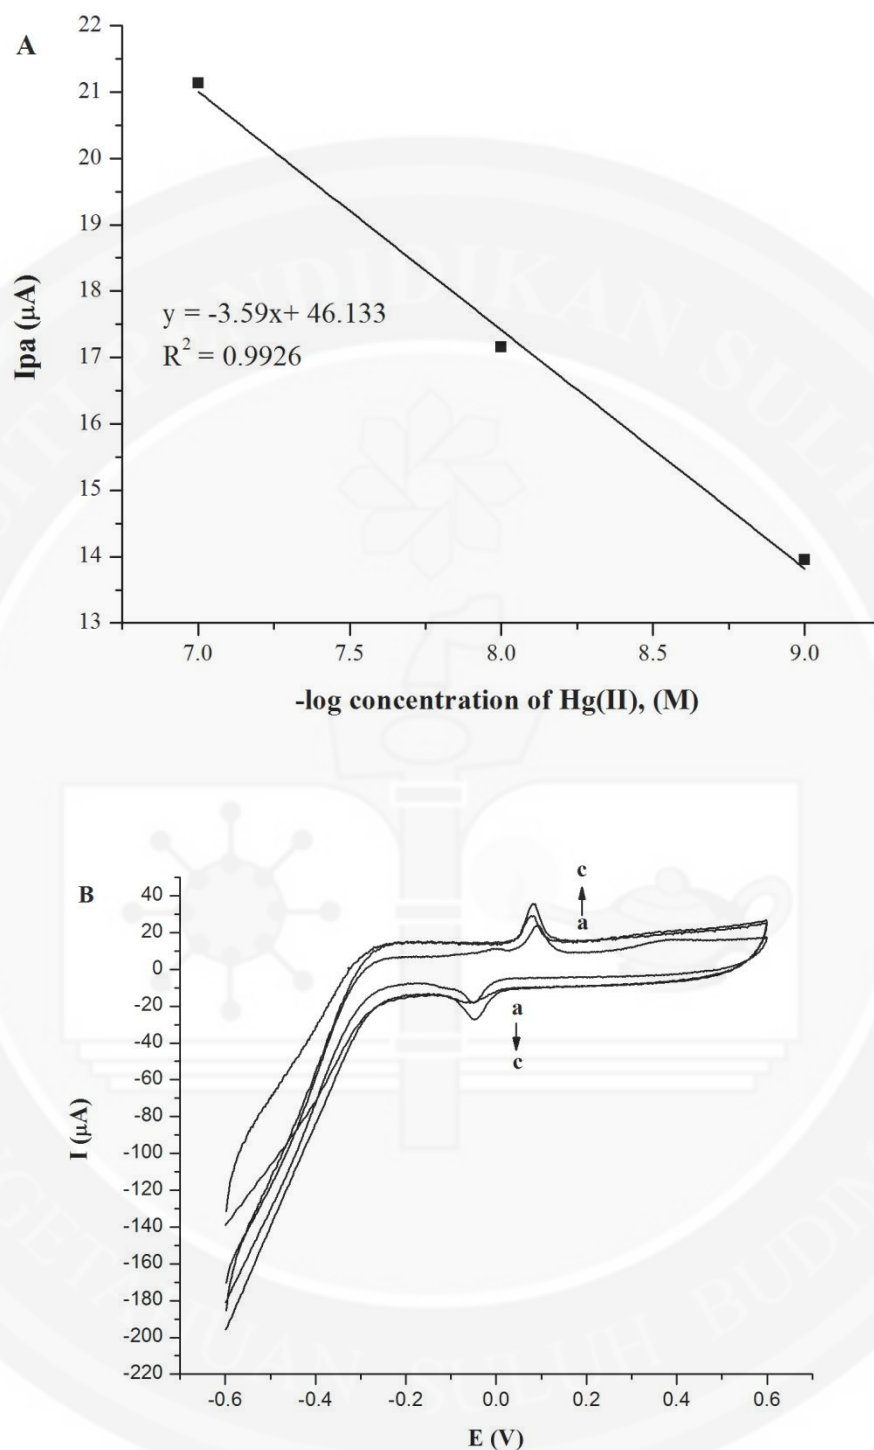 A
22
21
20
19
18
17
16
15
14
13
Ipa (µA)
y = -3.59x+ 46.133
R² = 0.9926
7.0 7.5 8.0 8.5 9.0
-log concentration of Hg(II), (M)
B
40
20
0
-20
-40
-60
-80
-100
-120
-140
-160
-180
-200
-220
I (µA)
c
a
a
c
-0.6 -0.4 -0.2 0.0 0.2 0.4 0.6
E (V)